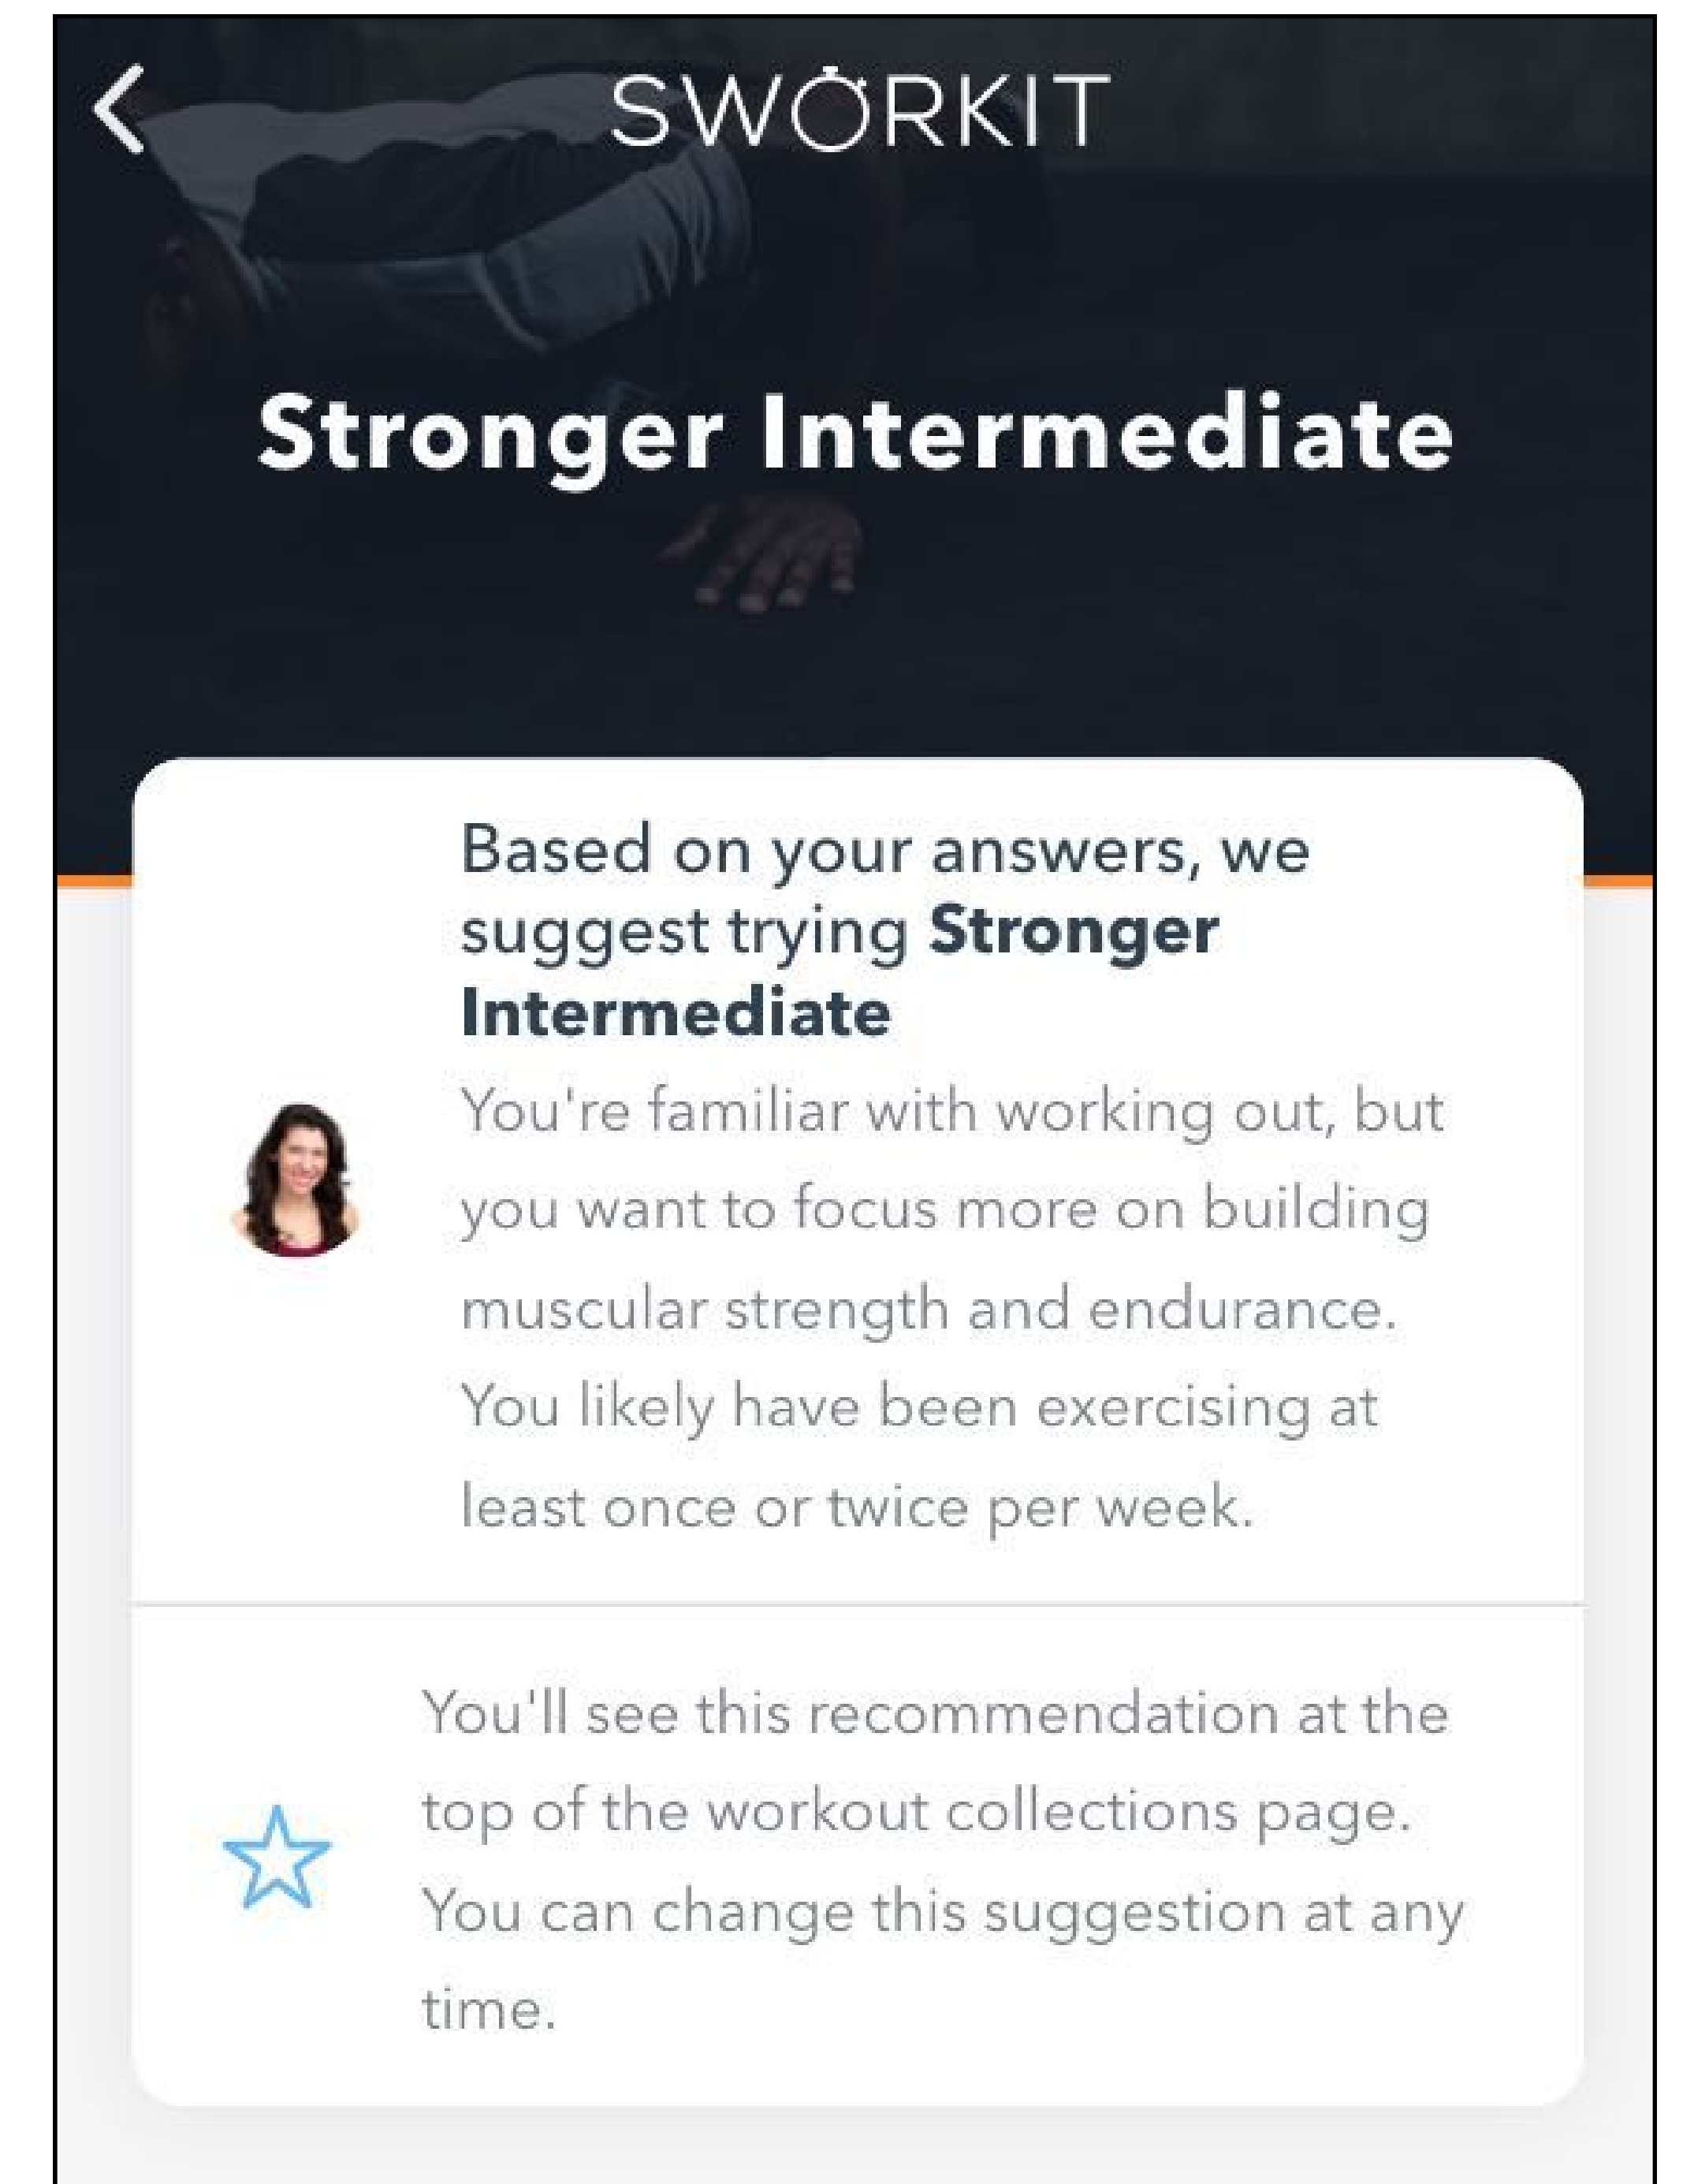 SWORKIT
Stronger Intermediate
Based on your answers, we
suggest trying Stronger
Intermediate
You're familiar with working out, but
you want to focus more on building
muscular strength and endurance.
You likely have been exercising at
least once or twice per week.
You'll see this recommendation at the
top of the workout collections page.
You can change this suggestion at any
time.